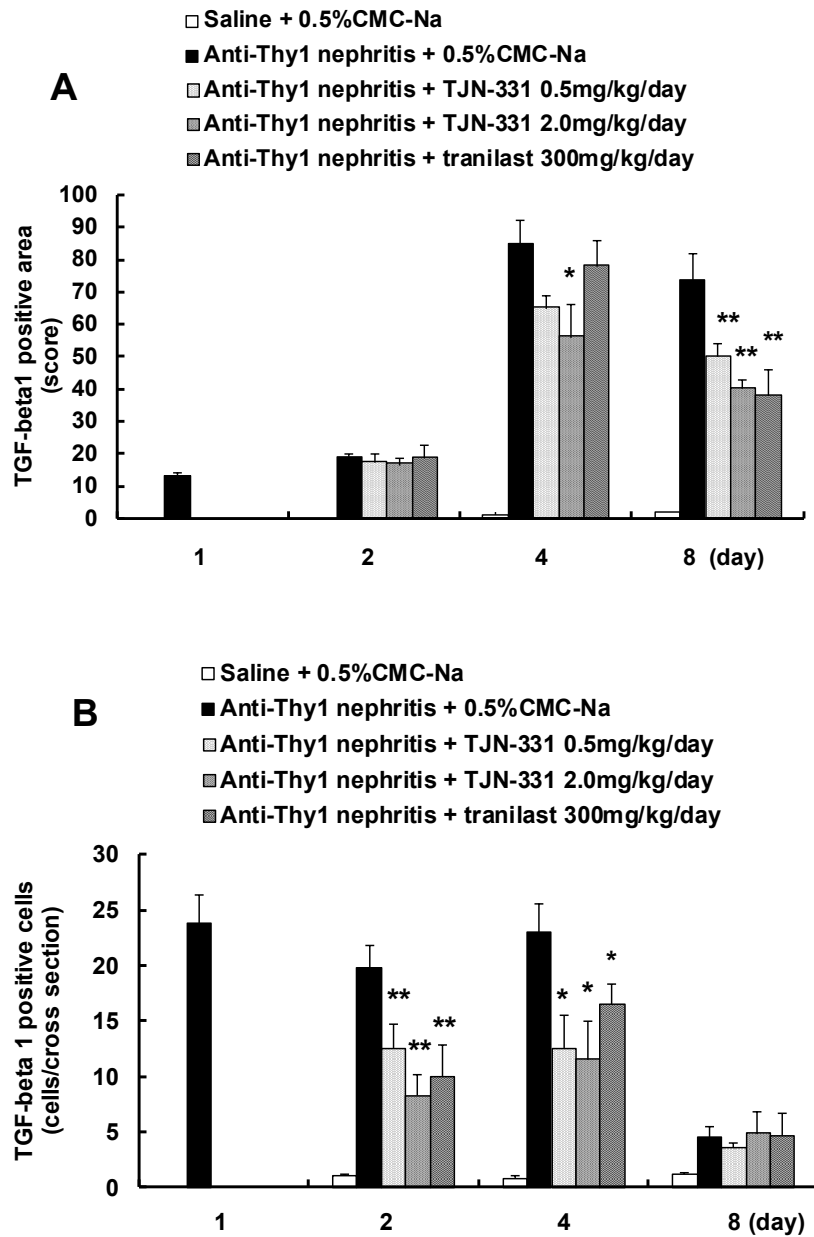 Saline + 0.5%CMC-Na
Anti-Thy1 nephritis + 0.5%CMC-Na
A
Anti-Thy1 nephritis + TJN-331 0.5mg/kg/day
Anti-Thy1 nephritis + TJN-331 2.0mg/kg/day
Anti-Thy1 nephritis + tranilast 300mg/kg/day
TGF-beta1 positive area
(score)
100
90
80
70
60
50
40
30
20
10
0
*
**
**
**
1 2 4 8 (day)
Saline + 0.5%CMC-Na
B
Anti-Thy1 nephritis + 0.5%CMC-Na
Anti-Thy1 nephritis + TJN-331 0.5mg/kg/day
Anti-Thy1 nephritis + TJN-331 2.0mg/kg/day
Anti-Thy1 nephritis + tranilast 300mg/kg/day
TGF-beta 1 positive cells
(cells/cross section)
30
25
20
15
10
5
0
**
**
**
*
*
*
1 2 4 8 (day)